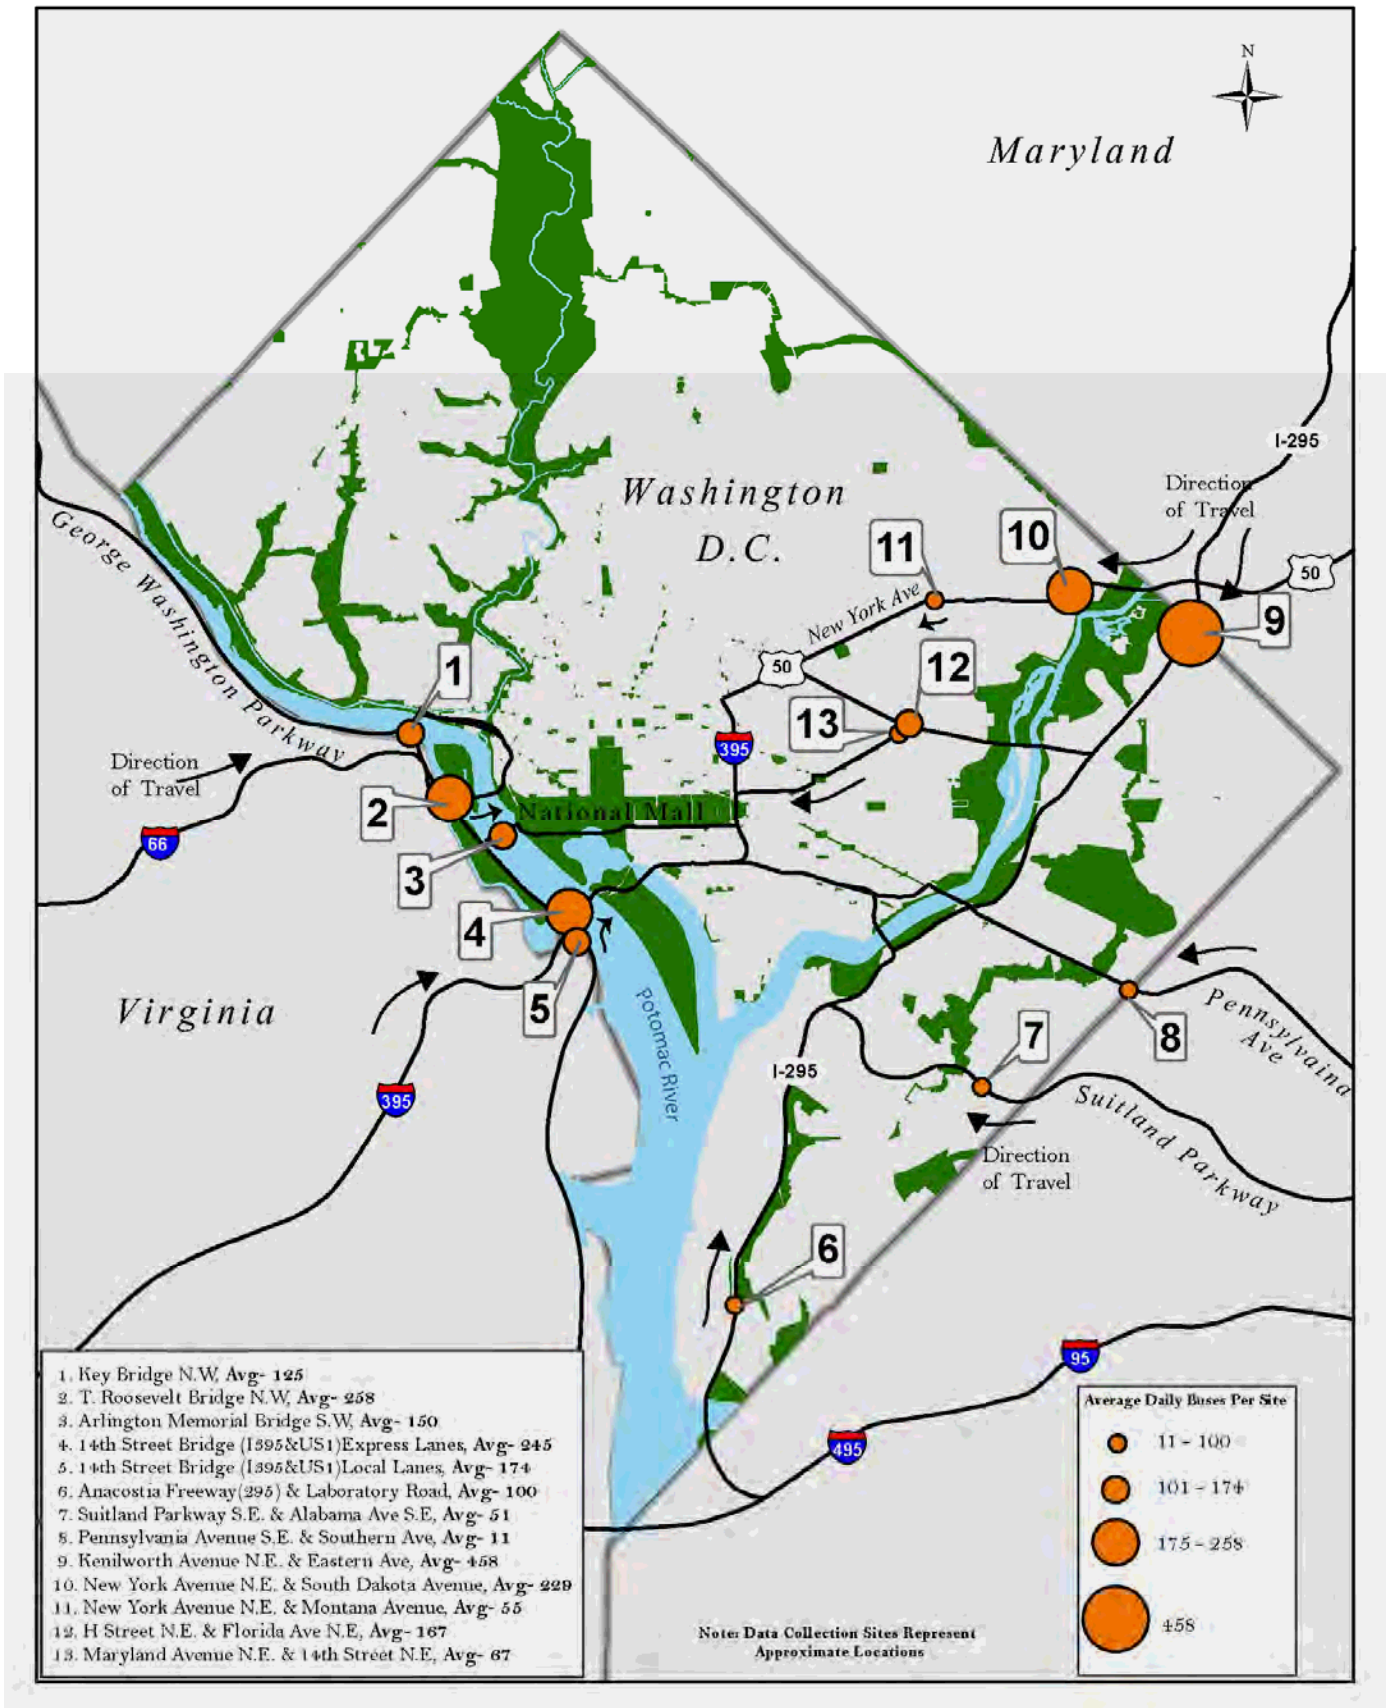 N
Maryland
I-295
Direction
of Travel
Washington
D.C.
George Washington Parkway
11
10
50
9
New York Ave
12
50
1
13
395
Direction
of Travel
2
National Mall
66
3
4
5
Virginia
Potomac River
7
8
Pennsylvaina
Ave
I-295
395
Suitland Parkway
Direction
of Travel
6
95
495
1. Key Bridge N.W, Avg- 125
2. T. Roosevelt Bridge N.W, Avg- 258
3. Arlington Memorial Bridge S.W, Avg- 150
4. 14th Street Bridge (I395&US1)Express Lanes, Avg- 245
5. 14th Street Bridge (I395&US1)Local Lanes, Avg- 174
6. Anacostia Freeway(295) & Laboratory Road, Avg- 100
7. Suitland Parkway S.E. & Alabama Ave S.E, Avg- 51
8. Pennsylvania Avenue S.E. & Southern Ave, Avg- 11
9. Kenilworth Avenue N.E. & Eastern Ave, Avg- 458
10. New York Avenue N.E. & South Dakota Avenue, Avg- 229
11. New York Avenue N.E. & Montana Avenue, Avg- 55
12. H Street N.E. & Florida Ave N.E, Avg- 167
13. Maryland Avenue N.E. & 14th Street N.E, Avg- 67
Average Daily Buses Per Site
11 - 100
101 - 174
175 - 258
458
Note: Data Collection Sites Represent
Approximate Locations